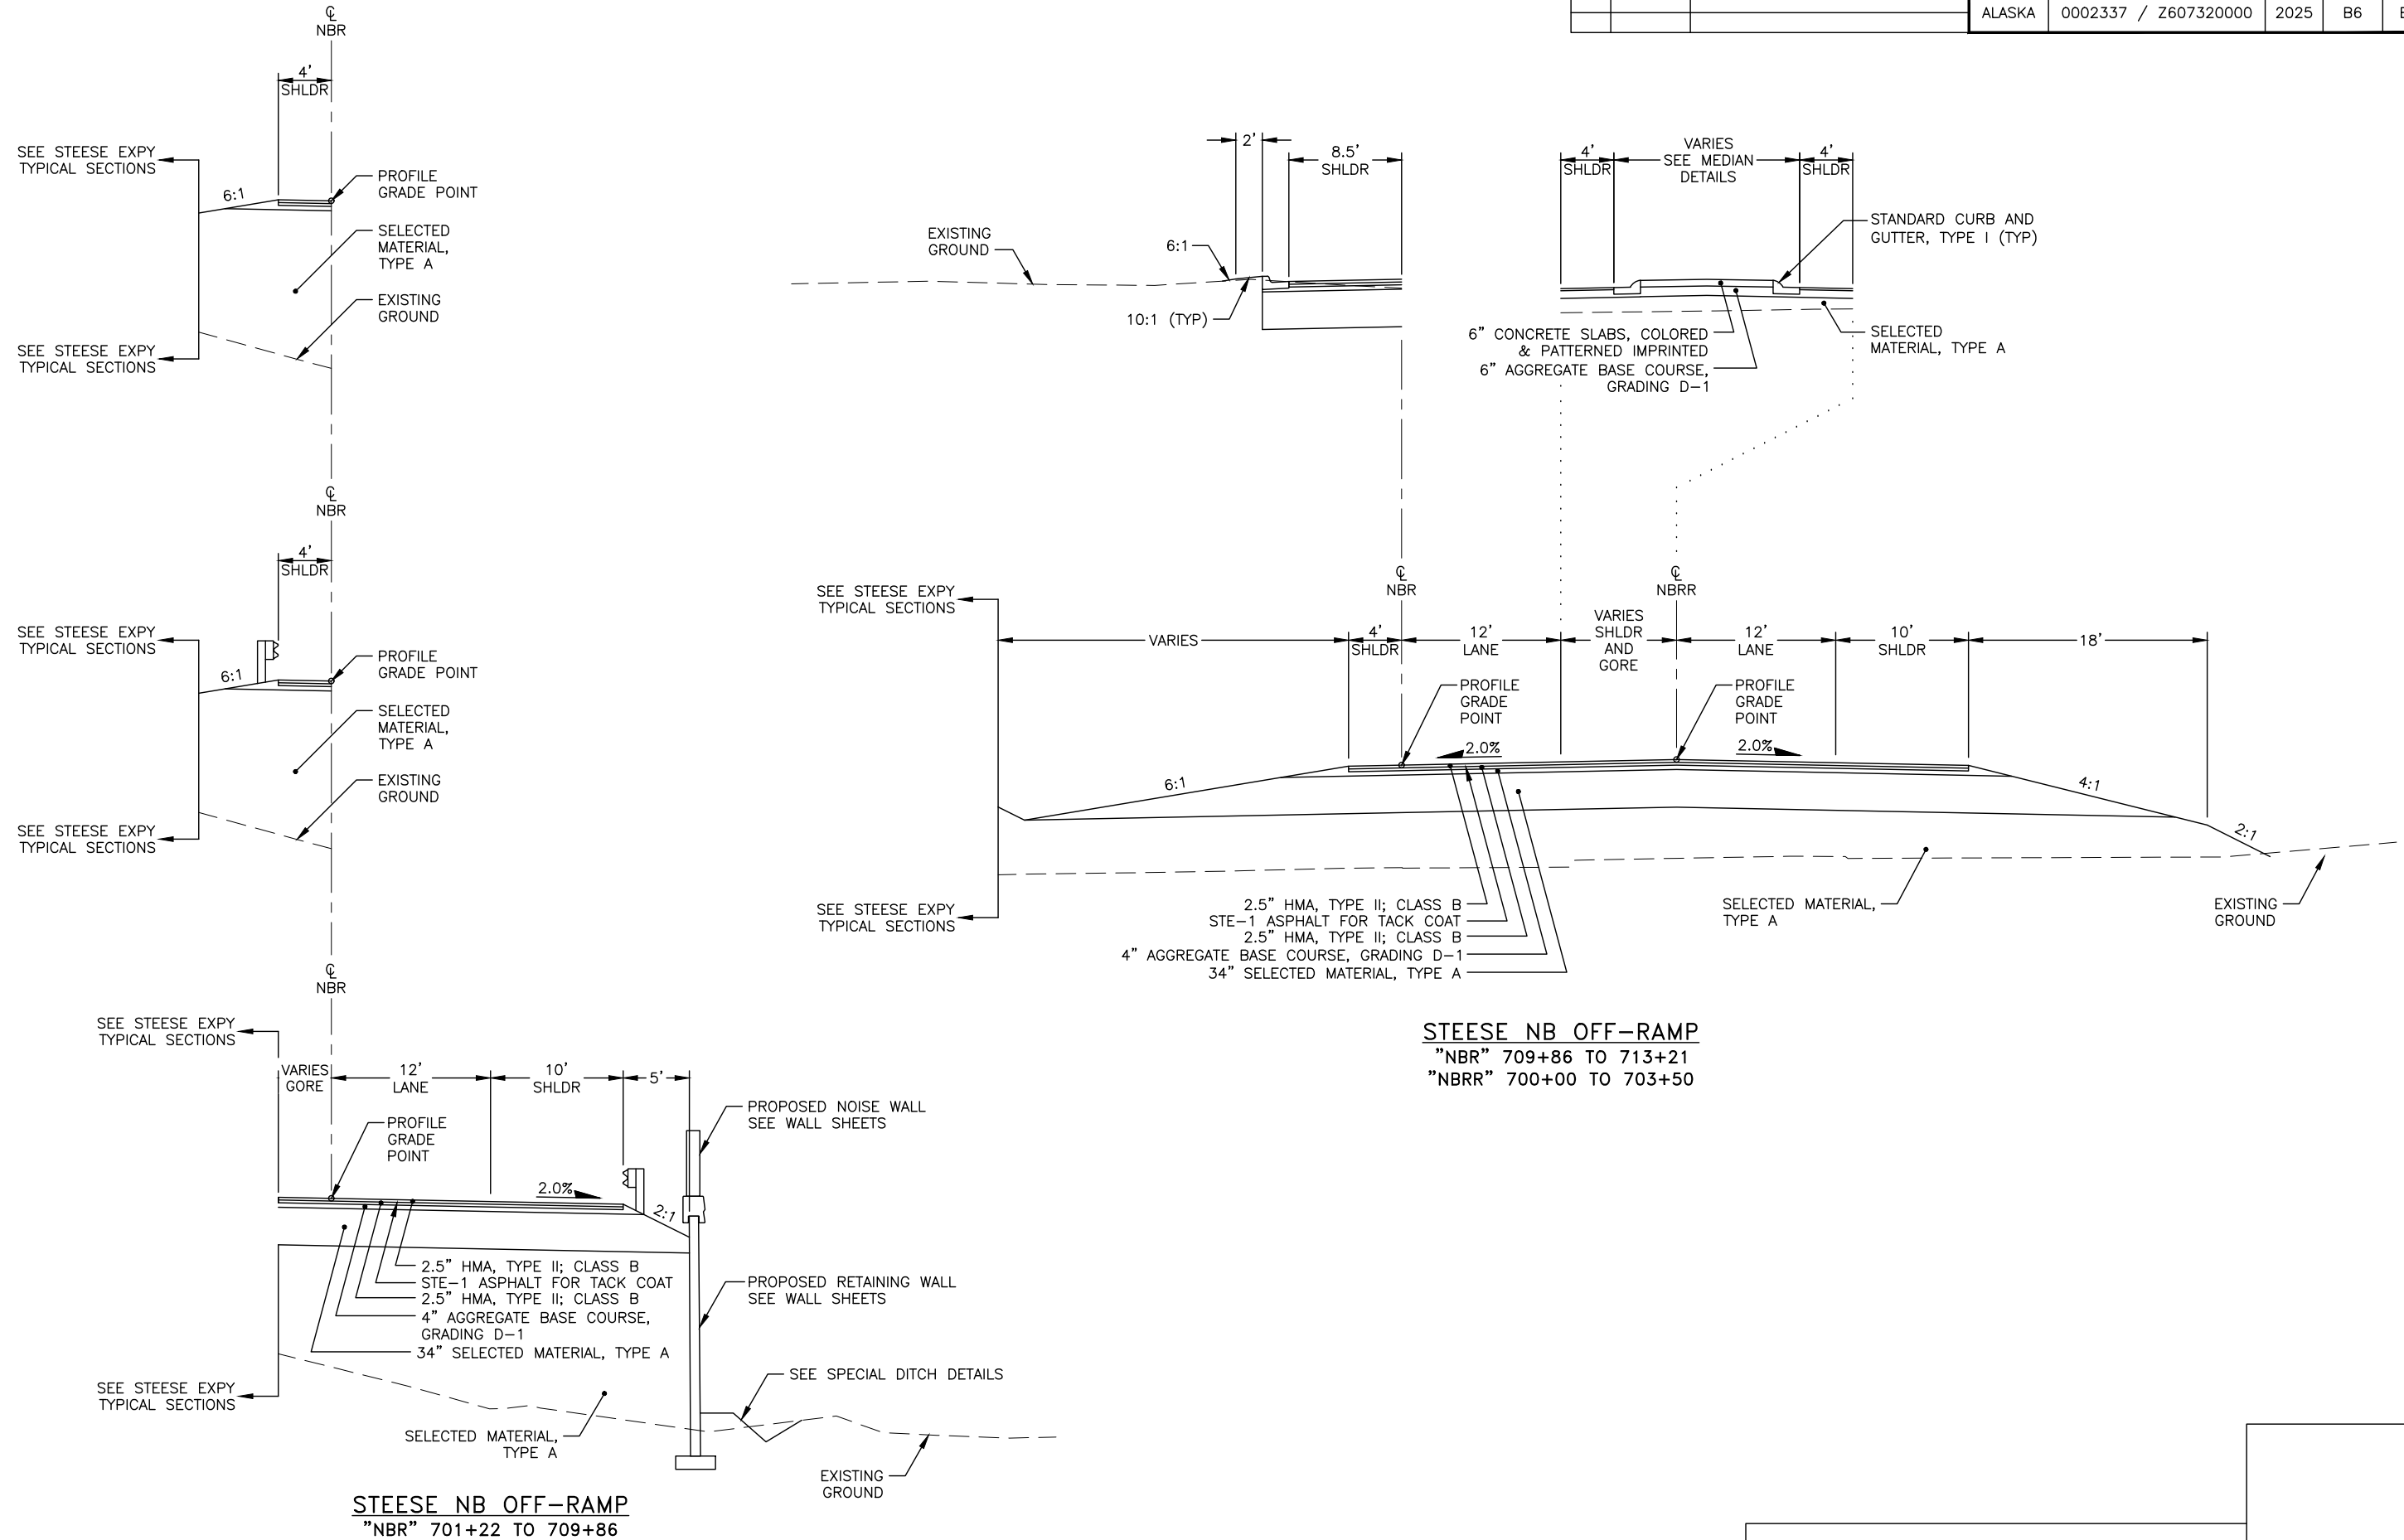 ALASKA 0002337 / Z607320000 2025 B6
℄
NBR
4'
SHLDR
SEE STEESE EXPY
TYPICAL SECTIONS
6:1
PROFILE
GRADE POINT
SELECTED
MATERIAL,
TYPE A
EXISTING
GROUND
SEE STEESE EXPY
TYPICAL SECTIONS
℄
NBR
4'
SHLDR
SEE STEESE EXPY
TYPICAL SECTIONS
6:1
PROFILE
GRADE POINT
SELECTED
MATERIAL,
TYPE A
EXISTING
GROUND
SEE STEESE EXPY
TYPICAL SECTIONS
℄
NBR
SEE STEESE EXPY
TYPICAL SECTIONS
VARIES
GORE
12'
LANE
10'
SHLDR
5'
PROPOSED NOISE WALL
SEE WALL SHEETS
PROFILE
GRADE
POINT
2.0%
2:1
2.5" HMA, TYPE II; CLASS B
STE-1 ASPHALT FOR TACK COAT
2.5" HMA, TYPE II; CLASS B
4" AGGREGATE BASE COURSE,
GRADING D-1
34" SELECTED MATERIAL, TYPE A
PROPOSED RETAINING WALL
SEE WALL SHEETS
SEE SPECIAL DITCH DETAILS
SEE STEESE EXPY
TYPICAL SECTIONS
SELECTED MATERIAL,
TYPE A
EXISTING
GROUND
STEESE NB OFF-RAMP
"NBR" 701+22 TO 709+86
2'
8.5'
SHLDR
4'
SHLDR
VARIES
SEE MEDIAN
DETAILS
4'
SHLDR
EXISTING
GROUND
6:1
10:1 (TYP)
STANDARD CURB AND
GUTTER, TYPE I (TYP)
6" CONCRETE SLABS, COLORED
& PATTERNED IMPRINTED
6" AGGREGATE BASE COURSE,
GRADING D-1
SELECTED
MATERIAL, TYPE A
SEE STEESE EXPY
TYPICAL SECTIONS
℄
NBR
℄
NBRR
VARIES
4'
SHLDR
12'
LANE
VARIES
SHLDR
AND
GORE
12'
LANE
10'
SHLDR
18'
PROFILE
GRADE
POINT
PROFILE
GRADE
POINT
2.0%
2.0%
6:1
4:1
2:1
SEE STEESE EXPY
TYPICAL SECTIONS
2.5" HMA, TYPE II; CLASS B
STE-1 ASPHALT FOR TACK COAT
2.5" HMA, TYPE II; CLASS B
4" AGGREGATE BASE COURSE, GRADING D-1
34" SELECTED MATERIAL, TYPE A
SELECTED MATERIAL,
TYPE A
EXISTING
GROUND
STEESE NB OFF-RAMP
"NBR" 709+86 TO 713+21
"NBRR" 700+00 TO 703+50